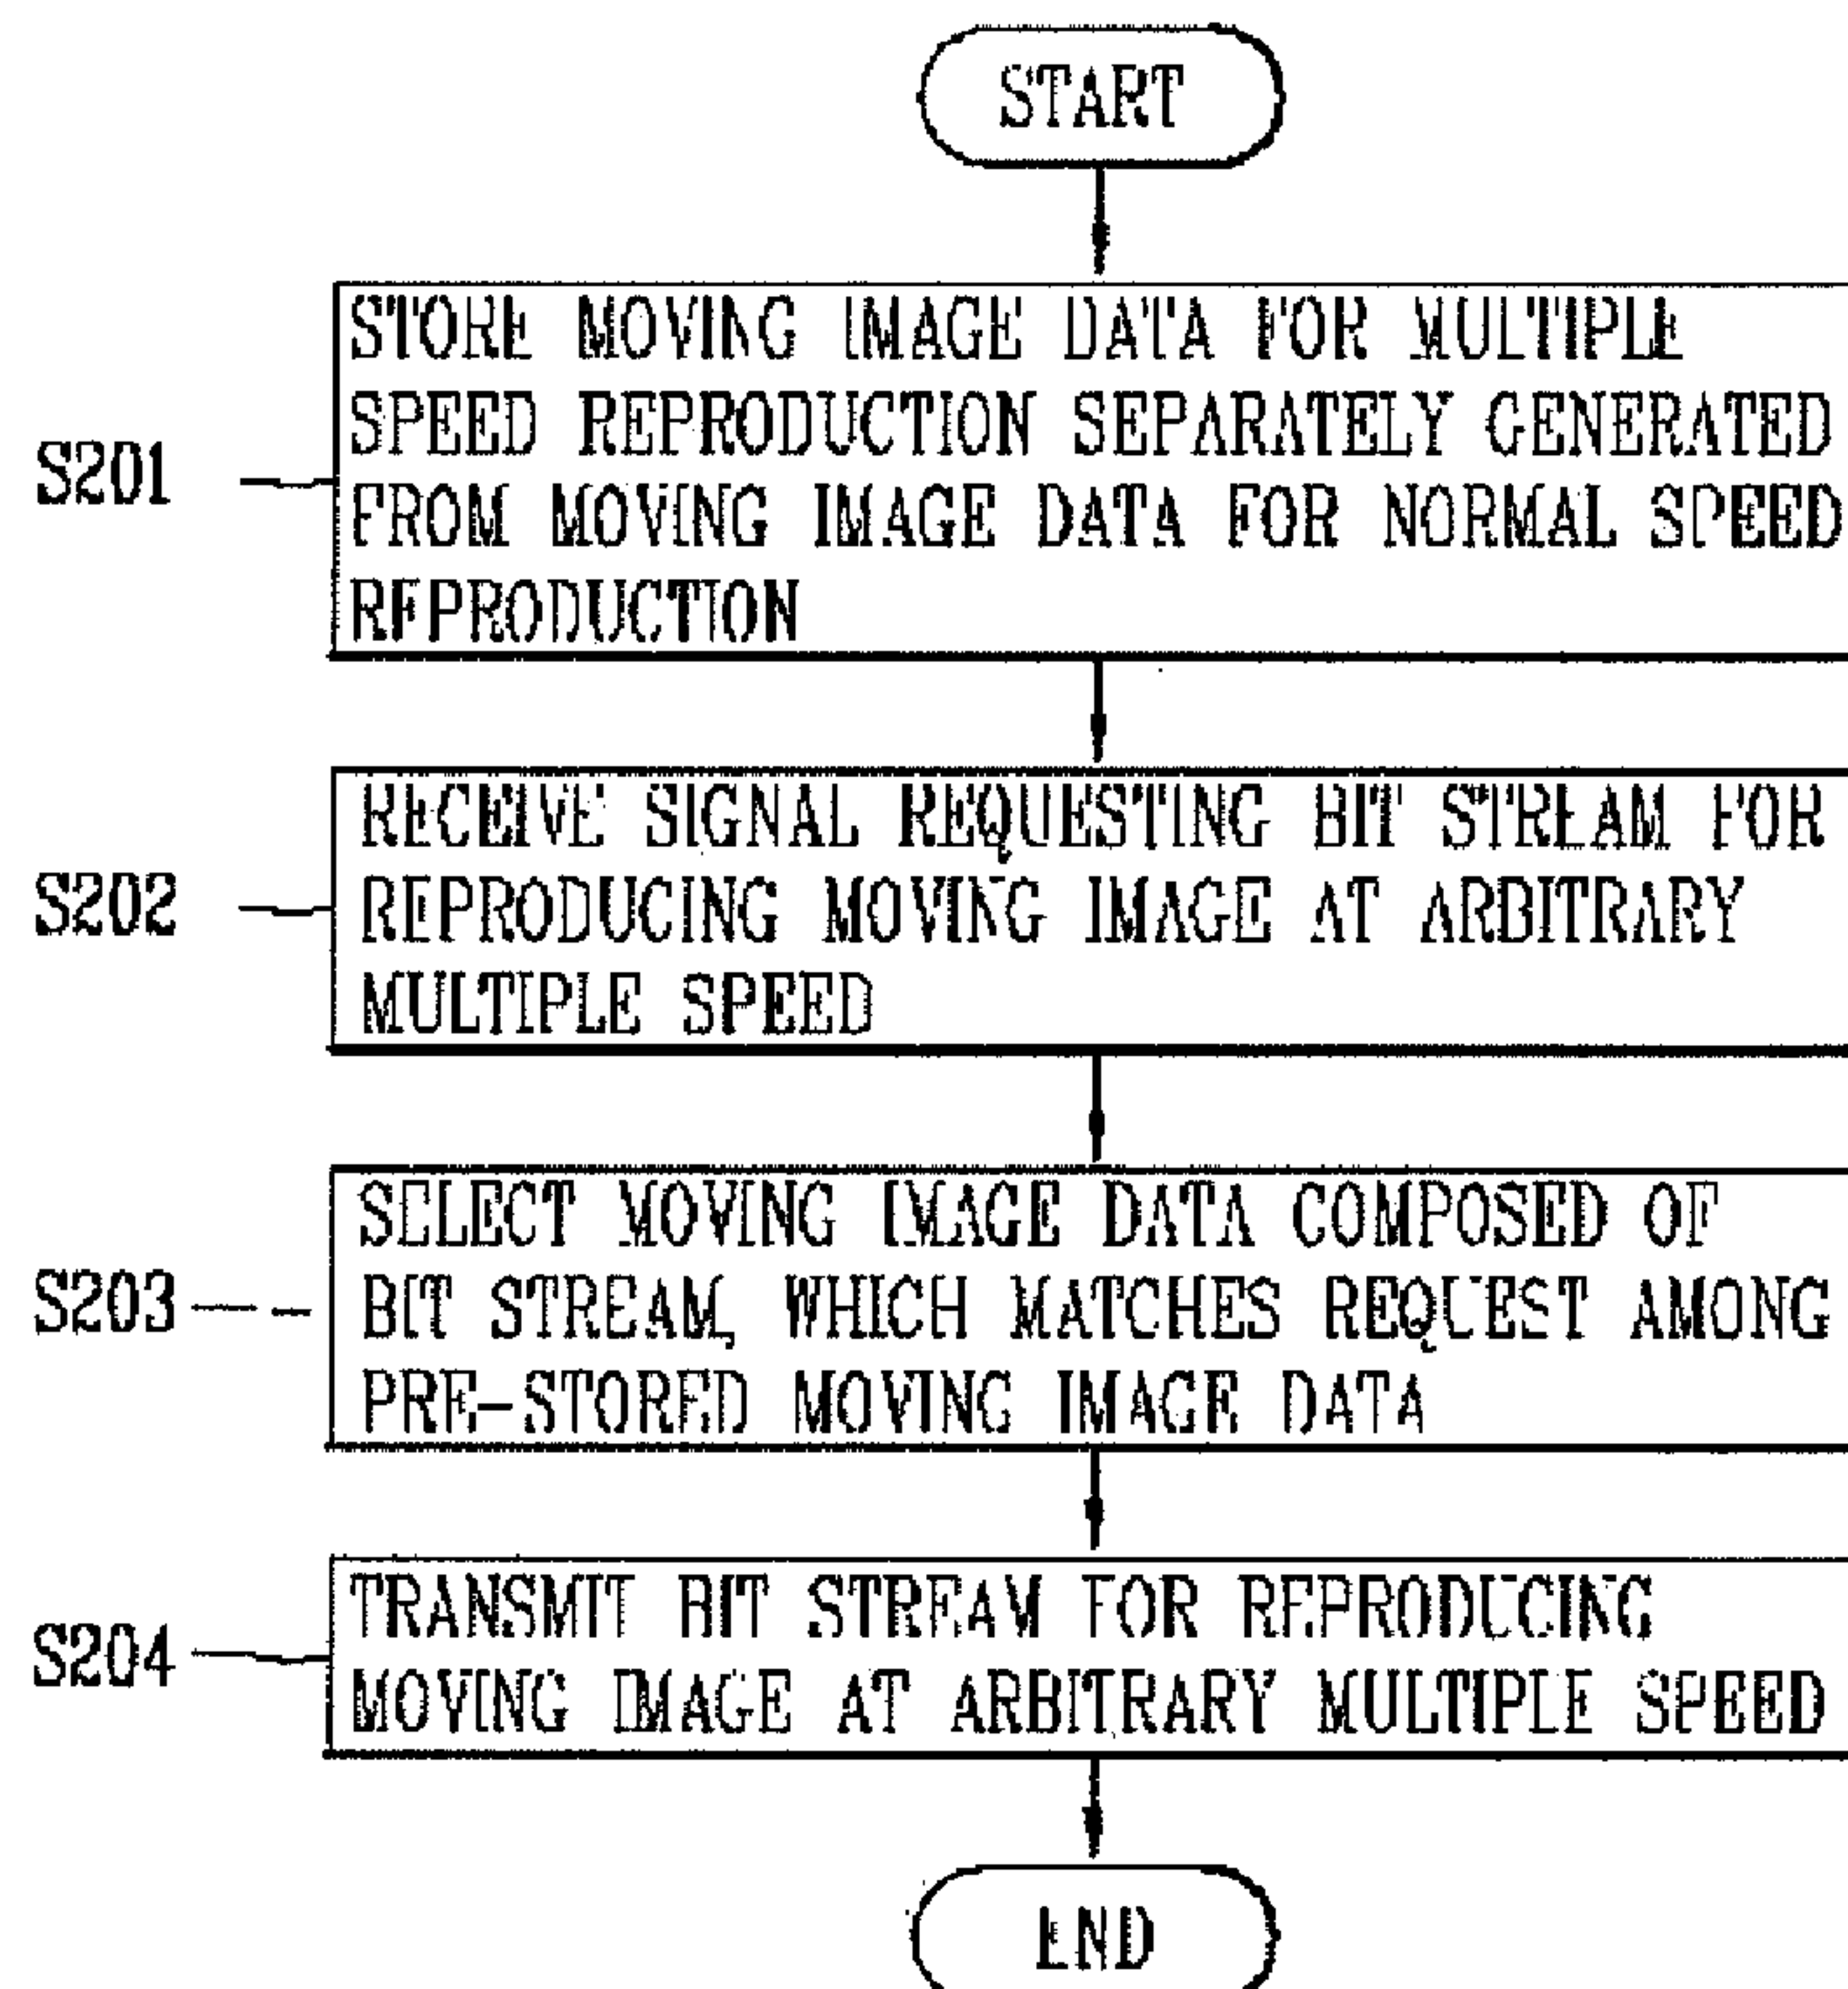 START
STORE MOVING IMAGE DATA FOR MULTIPLE
SPEED REPRODUCTION SEPARATELY GENERATED
S201
FROM MOVING IMAGE DATA FOR NORMAL SPEED
REPRODUCTION
RECEIVE SIGNAL REQUESTING BIT STREAM FOR
S202
REPRODUCING MOVING IMAGE AT ARBITRARY
MULTIPLE SPEED
SELECT MOVING IMAGE DATA COMPOSED OF
S203
BIT STREAM, WHICH MATCHES REQUEST AMONG
PRE-STORED MOVING IMAGE DATA
TRANSMIT BIT STREAM FOR REPRODUCING
S204
MOVING IMAGE AT ARBITRARY MULTIPLE SPEED
END